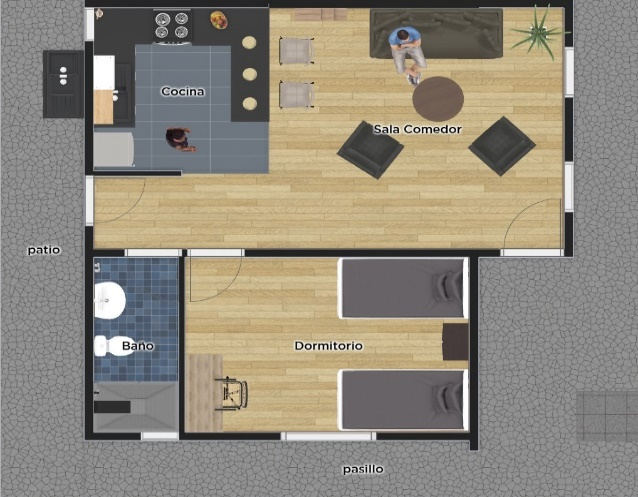 Cocina
Sala Comedor
patio
Baño
Dormitorio
pasillo